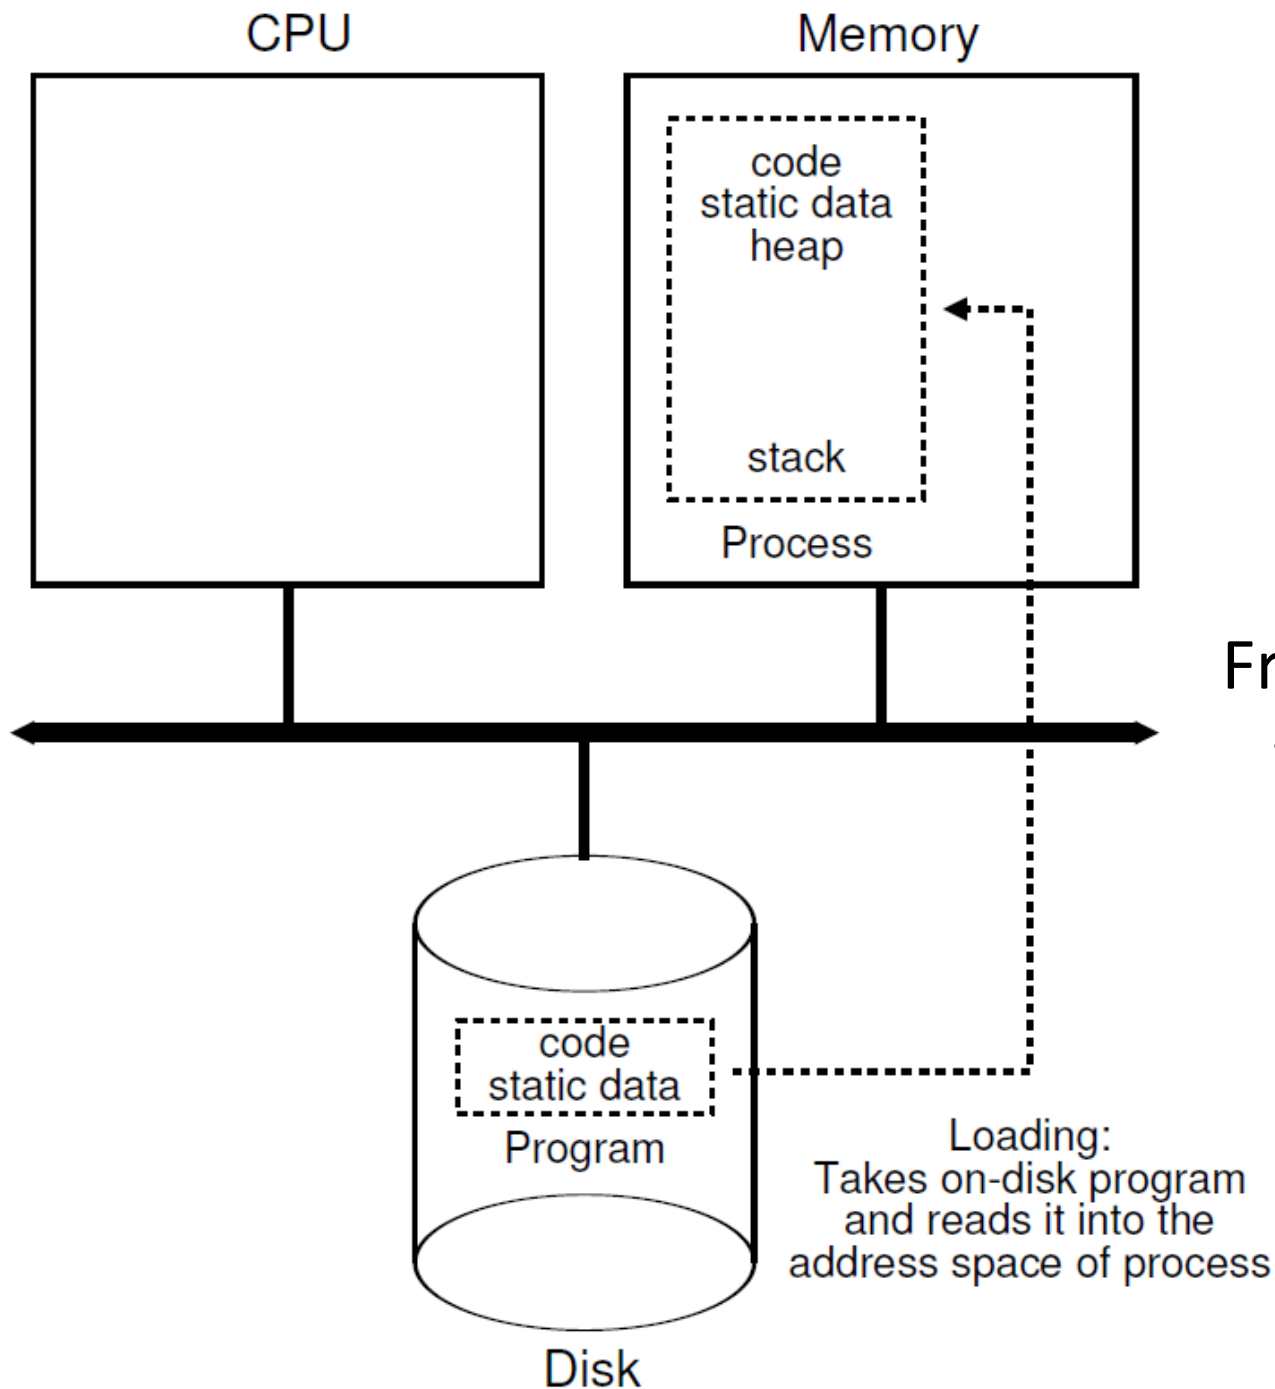 CPU
Memory
code
static data
heap
stack
Process
code
static data
Program
Loading:
Takes on-disk program
and reads it into the
address space of process
Disk